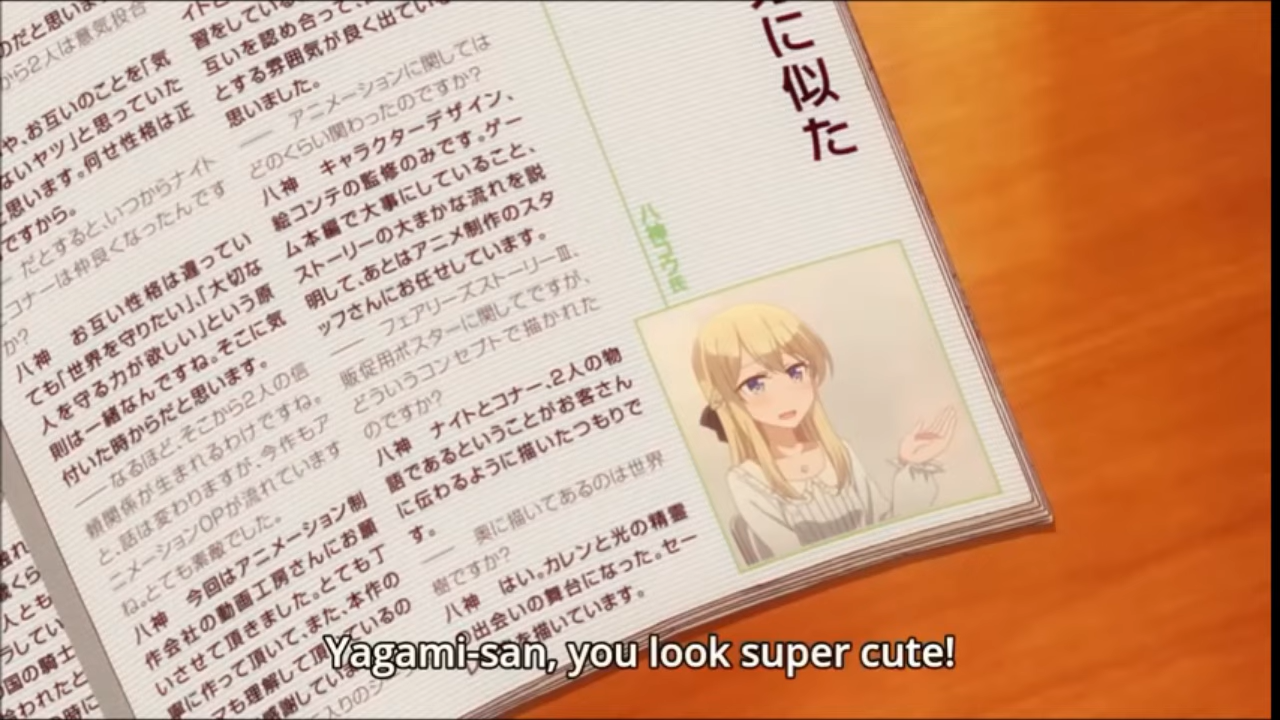 に似た
八神コウ氏
から2人は意気投合
や、お互いのことを「気
ないヤツ」と思っていた
と思います。何せ性格は正
ですから。
だとすると、いつからナイト
コナーは仲良くなったんです
か?
八神 お互い性格は違ってい
ても「世界を守りたい」、「大切な
人を守る力が欲しい」という原
則は一緒なんですね。そこに気
付いた時からだと思います。
── なるほど、そこから2人の信
頼関係が生まれるわけですね。
と、話は変わりますが、今作もア
ニメーションOPが流れています
ね。とても素敵でした。
八神 今回はアニメーション制
作会社の動画工房さんにお願
いさせて頂きました。とても丁
寧に作って頂いて、また、本作の
互いを認め合って、
とする雰囲気が良く出てい
思いました。
── アニメーションに関しては
どのくらい関わったのですか?
八神 キャラクターデザイン、
絵コンテの監修のみです。ゲー
ム本編で大事にしていること、
ストーリーの大まかな流れを説
明して、あとはアニメ制作のスタ
ッフさんにお任せしています。
── フェアリーズストーリーⅢ、
販促用ポスターに関してですが、
どういうコンセプトで描かれた
のですか?
八神 ナイトとコナー、2人の物
語であるということがお客さん
に伝わるように描いたつもりで
す。
── 奥に描いてあるのは世界
樹ですか?
八神 はい。カレンと光の精霊
出会いの舞台になった。セー
を描いています。
Yagami-san, you look super cute!